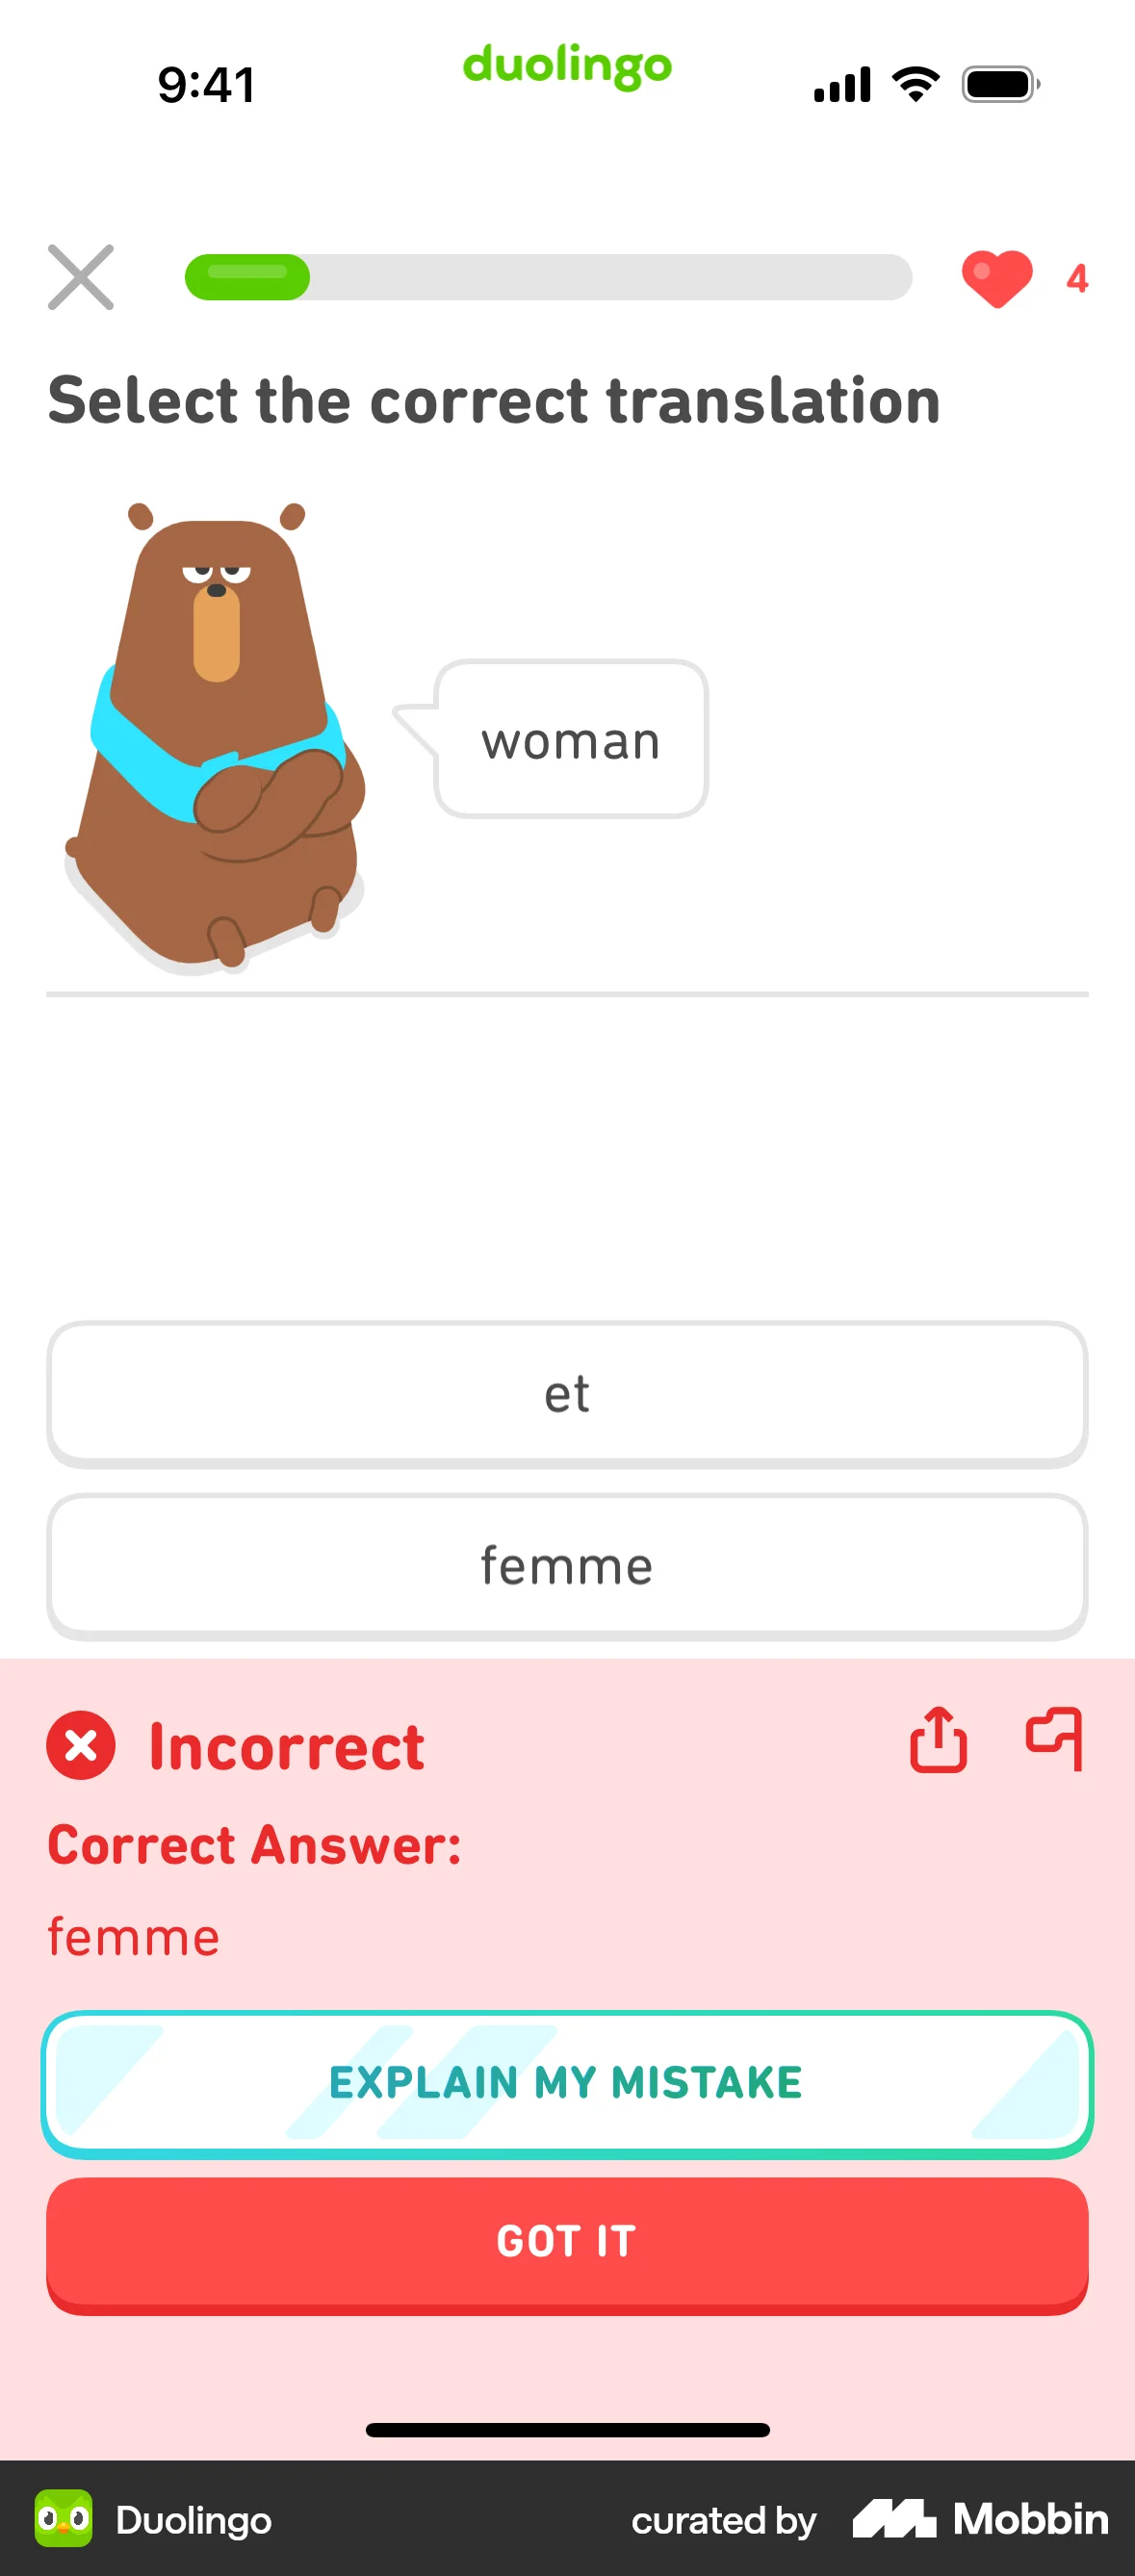 9:41
duolingo
4
Select the correct translation
woman
et
femme
Incorrect
Correct Answer:
femme
EXPLAIN MY MISTAKE
GOT IT
Duolingo
curated by Mobbin